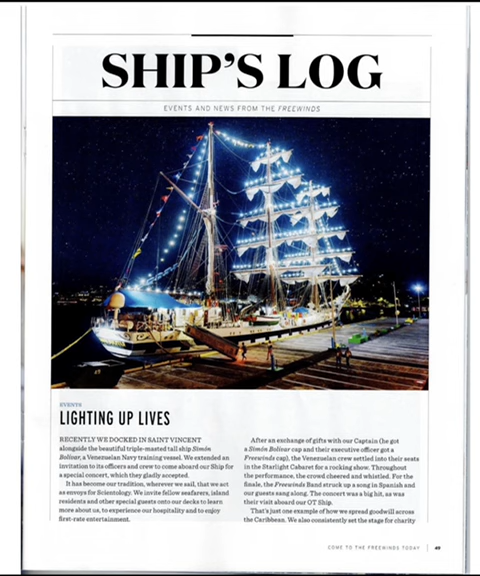 SHIP'S LOG
EVENTS AND NEWS FROM THE FREEWINDS
EVENTS
LIGHTING UP LIVES
RECENTLY WE DOCKED IN SAINT VINCENT
alongside the beautiful triple-masted tall ship Simón
Bolívar, a Venezuelan Navy training vessel. We extended an
invitation to its officers and crew to come aboard our Ship for
a special concert, which they gladly accepted.
It has become our tradition, wherever we sail, that we act
as envoys for Scientology. We invite fellow seafarers, island
residents and other special guests onto our decks to learn
more about us, to experience our hospitality and to enjoy
first-rate entertainment.
After an exchange of gifts with our Captain (he got
a Simón Bolívar cap and their executive officer got a
Freewinds cap), the Venezuelan crew settled into their seats
in the Starlight Cabaret for a rocking show. Throughout
the performance, the crowd cheered and whistled. For the
finale, the Freewinds Band struck up a song in Spanish and
our guests sang along. The concert was a big hit, as was
their visit aboard our OT Ship.
That's just one example of how we spread goodwill across
the Caribbean. We also consistently set the stage for charity
COME TO THE FREEWINDS TODAY | 49